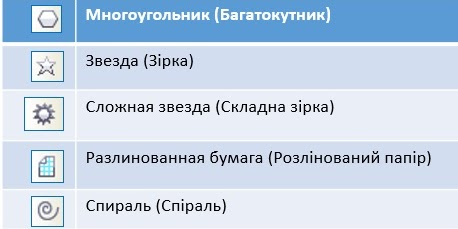 Многоугольник (Багатокутник)
Звезда (Зірка)
Сложная звезда (Складна зірка)
Разлинованная бумага (Розлінований папір)
Спираль (Спіраль)